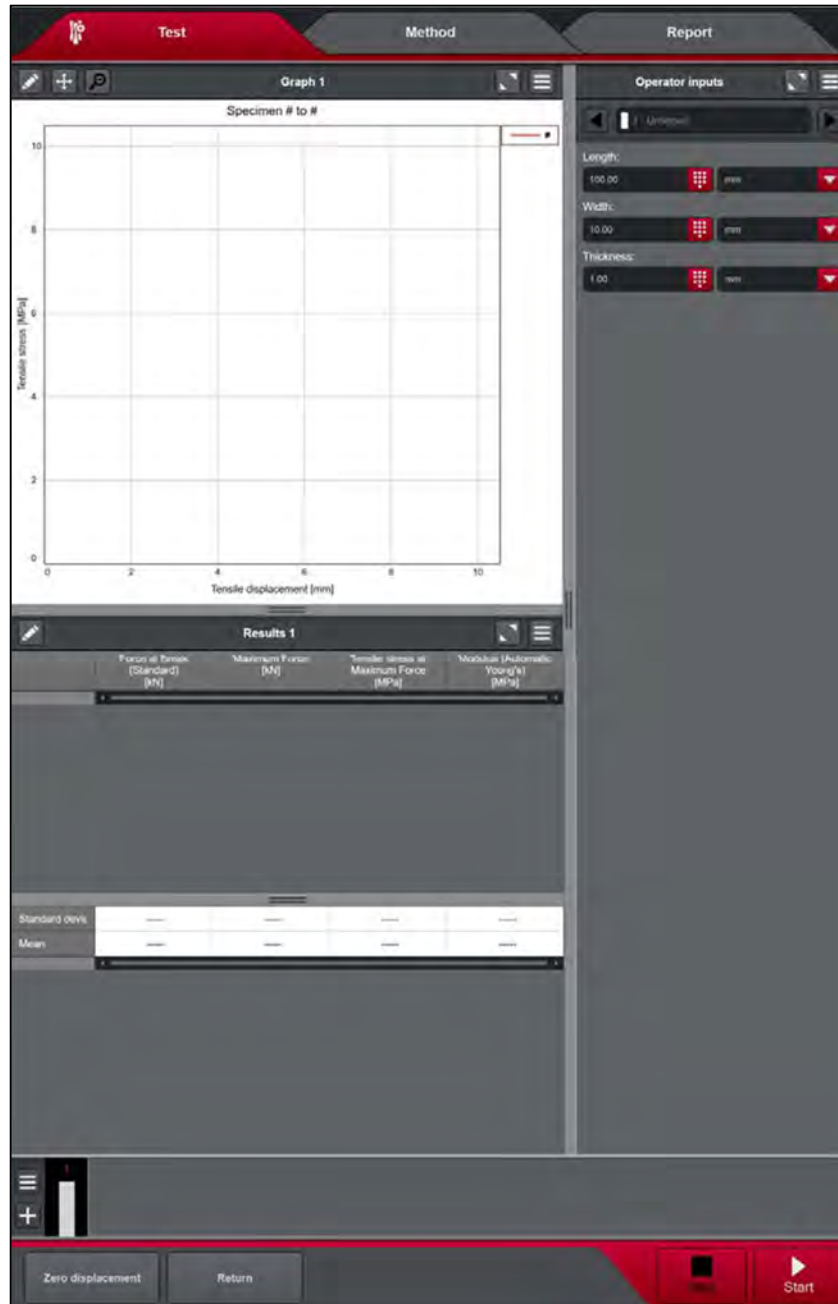 Test
Method
Report
Graph 1
Operator inputs
Specimen # to #
#
10
8
6
4
2
0
Tensile stress [MPa]
0 2 4 6 8 10
Tensile displacement [mm]
Length:
100.00 mm
Width:
10.00 mm
Thickness:
1.00 mm
Results 1
Force at Break (Standard) [kN]
Maximum Force [kN]
Tensile stress at Maximum Force [MPa]
Modulus (Automatic Young's) [MPa]
Standard devia
----- ----- ----- -----
Mean
----- ----- ----- -----
1
Zero displacement
Return
Start